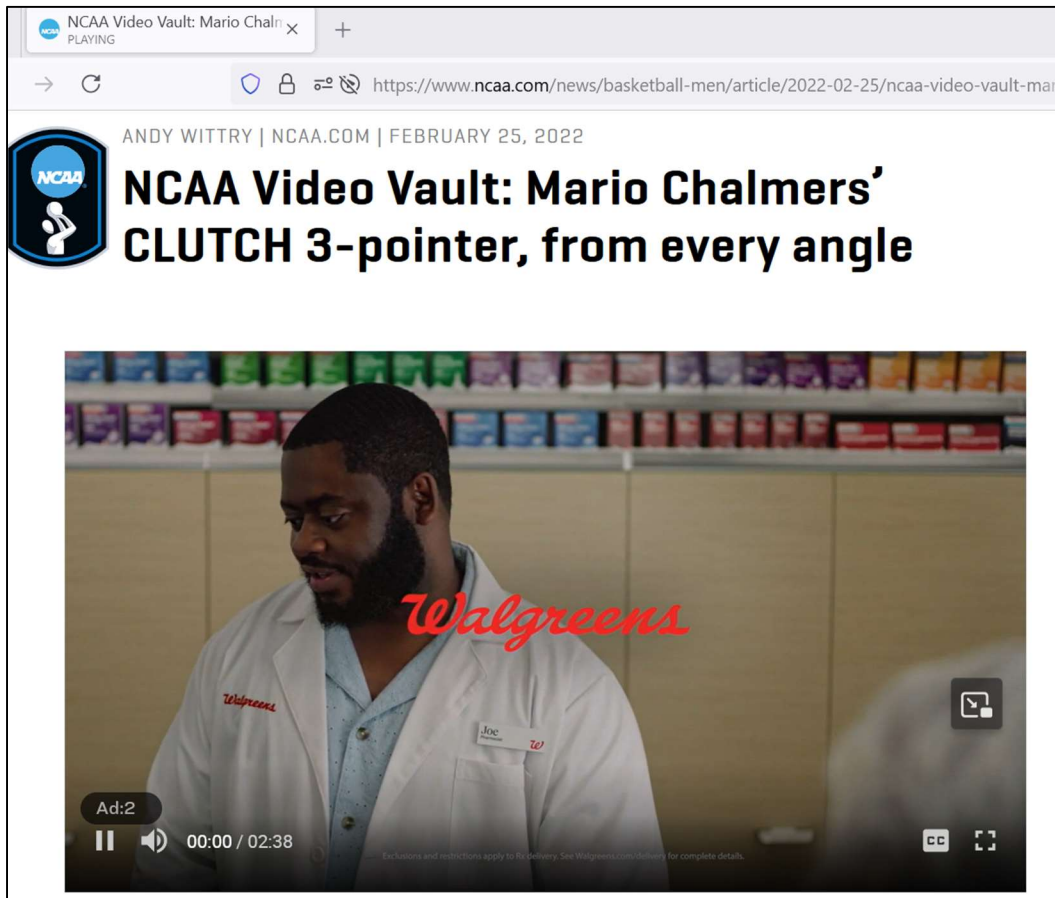 NCAA Video Vault: Mario Chalm
PLAYING
https://www.ncaa.com/news/basketball-men/article/2022-02-25/ncaa-video-vault-mar
ANDY WITTRY | NCAA.COM | FEBRUARY 25, 2022
NCAA
NCAA Video Vault: Mario Chalmers’
CLUTCH 3-pointer, from every angle
Walgreens
Walgreens
Joe
Pharmacist
W
Ad:2
00:00 / 02:38
CC
Exclusions and restrictions apply to Rx delivery. See Walgreens.com/delivery for complete details.